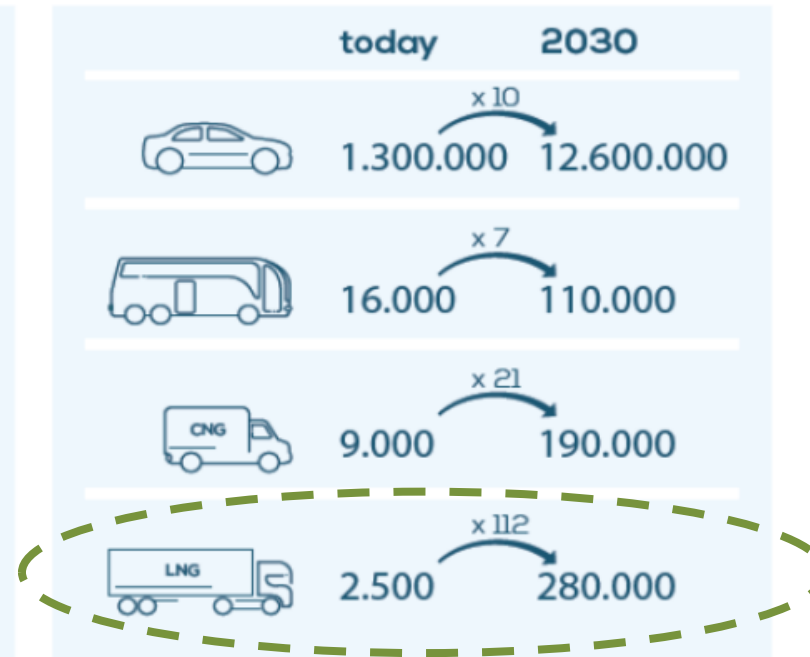 today 2030
x 10
1.300.000 12.600.000
x 7
16.000 110.000
x 21
CNG 9.000 190.000
x 112
LNG 2.500 280.000